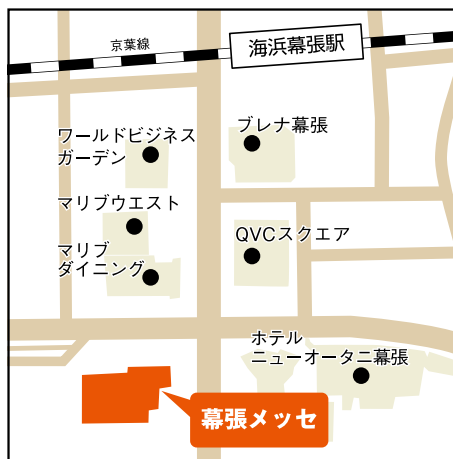 京葉線
海浜幕張駅
ブレナ幕張
ワールドビジネス
ガーデン
マリブウエスト
QVCスクエア
マリブ
ダイニング
ホテル
ニューオータニ幕張
幕張メッセ